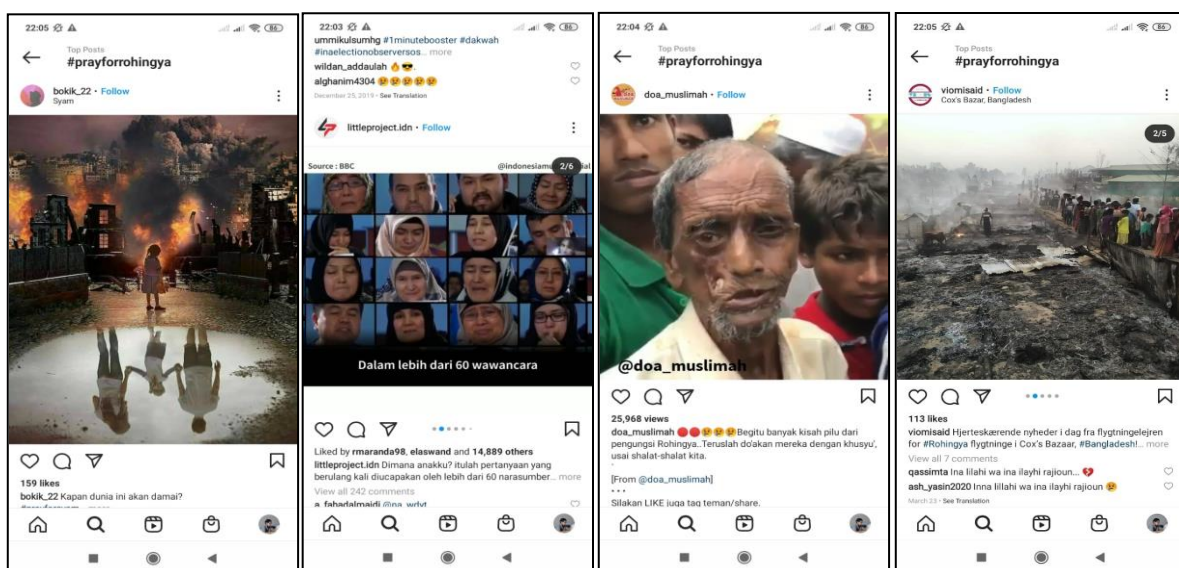 22:05
86
Top Posts
#prayforrohingya
bokik_22 • Follow
Syam
159 likes
bokik_22 Kapan dunia ini akan damai?
22:03
86
ummikulsumhg #1minutebooster #dakwah
#inaelectionobserversos... more
wildan_addaulah 🔥😎.
alghanim4304 😢😢😢😢😢
December 25, 2019 • See Translation
littleproject.idn • Follow
Source : BBC
2/6
Dalam lebih dari 60 wawancara
Liked by rmaranda98, elaswand and 14,889 others
littleproject.idn Dimana anakku? itulah pertanyaan yang
berulang kali diucapakan oleh lebih dari 60 narasumber... more
View all 242 comments
22:04
86
Top Posts
#prayforrohingya
doa_muslimah • Follow
@doa_muslimah
25,968 views
doa_muslimah 😡😡😢😢😢Begitu banyak kisah pilu dari
pengungsi Rohingya..Teruslah do'akan mereka dengan khusyu',
usai shalat-shalat kita.
[From @doa_muslimah]
Silakan LIKE juga tag teman/share.
22:05
86
Top Posts
#prayforrohingya
viomisaid • Follow
Cox's Bazar, Bangladesh
2/5
113 likes
viomisaid Hjerteskærende nyheder i dag fra flygtningelejren
for #Rohingya flygtninge i Cox's Bazaar, #Bangladesh!... more
View all 7 comments
qassimta Ina lilahi wa ina ilayhi rajioun... 💔
ash_yasin2020 Inna lillahi wa ina ilayhi rajioun 😢
March 23 • See Translation